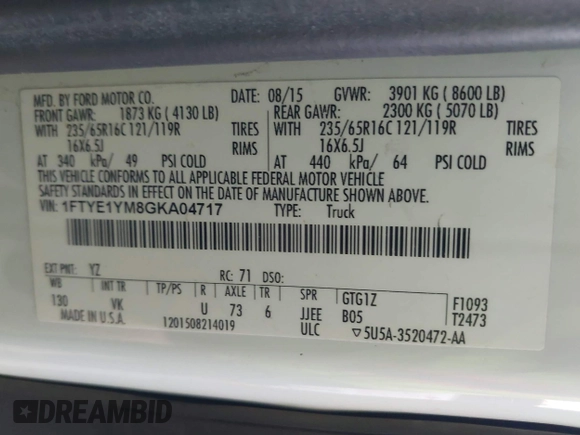 MFD. BY FORD MOTOR CO. DATE: 08/15 GVWR: 3901 KG ( 8600 LB)
FRONT GAWR: 1873 KG ( 4130 LB) REAR GAWR: 2300 KG ( 5070 LB)
WITH 235/65R16C 121/119R TIRES WITH 235/65R16C 121/119R TIRES
16X6.5J RIMS 16X6.5J RIMS
AT 340 kPa/ 49 PSI COLD AT 440 kPa/ 64 PSI COLD
THIS VEHICLE CONFORMS TO ALL APPLICABLE FEDERAL MOTOR VEHICLE
SAFETY STANDARDS IN EFFECT ON THE DATE OF MANUFACTURE SHOWN ABOVE.
VIN: 1FTYE1YM8GKA04717 TYPE: Truck
EXT PNT: YZ RC: 71 DSO:
WB INT TR TP/PS R AXLE TR SPR GTG1Z F1093
130 VK U 73 6 JJEE B05 T2473
MADE IN U.S.A. 1201508214019 ULC ▽5U5A-3520472-AA
DREAMBID